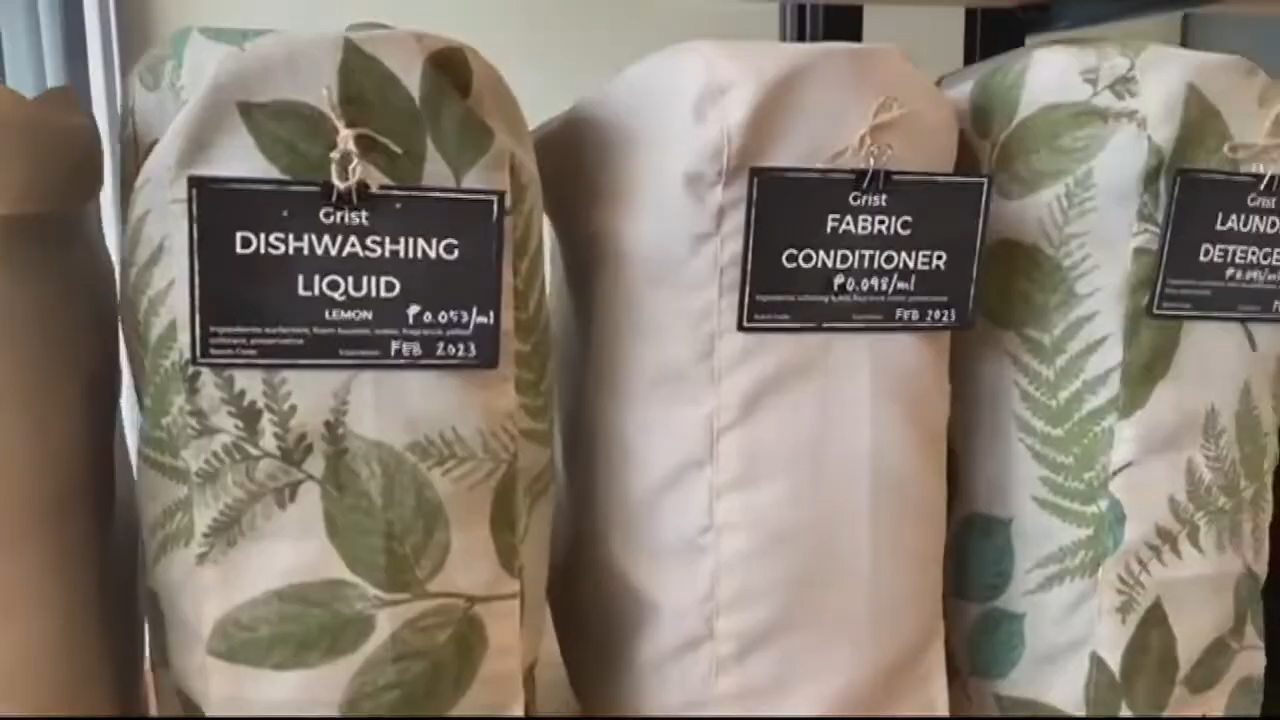 Grist
DISHWASHING
LIQUID
LEMON ₱0.053/ml
FEB 2023
Grist
FABRIC
CONDITIONER
₱0.098/ml
FEB 2023
Grist
LAUND
DETERGE